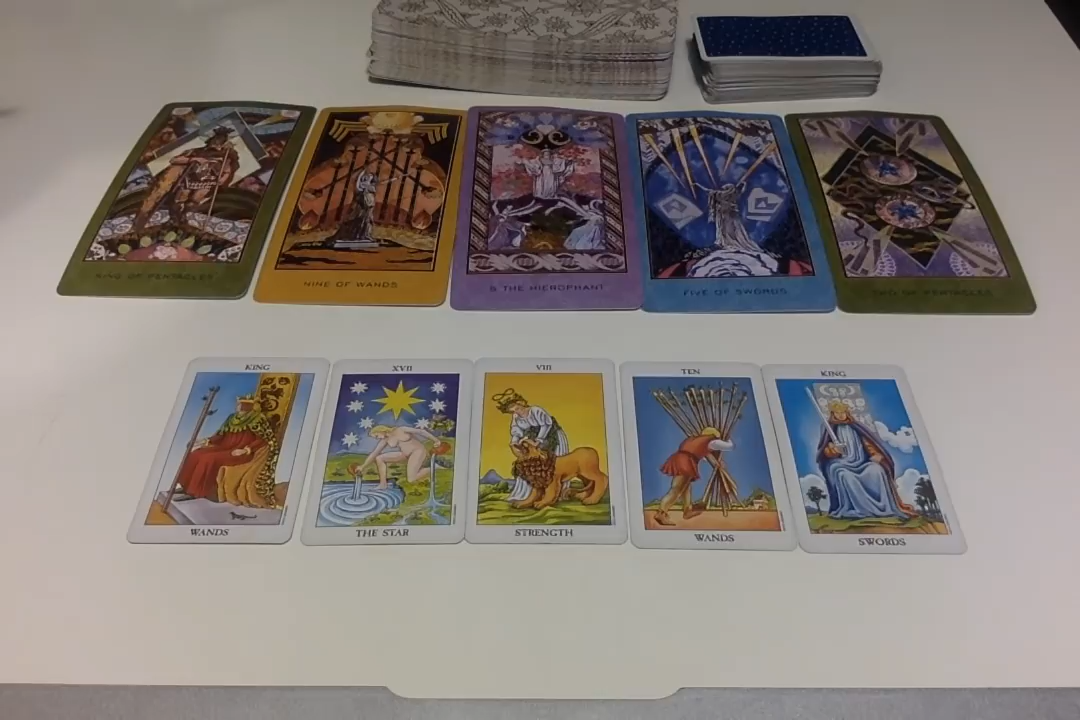 KING OF PENTACLES
NINE OF WANDS
5 THE HIEROPHANT
FIVE OF SWORDS
TWO OF PENTACLES
KING
XVII
VIII
TEN
KING
WANDS
THE STAR
STRENGTH
WANDS
SWORDS